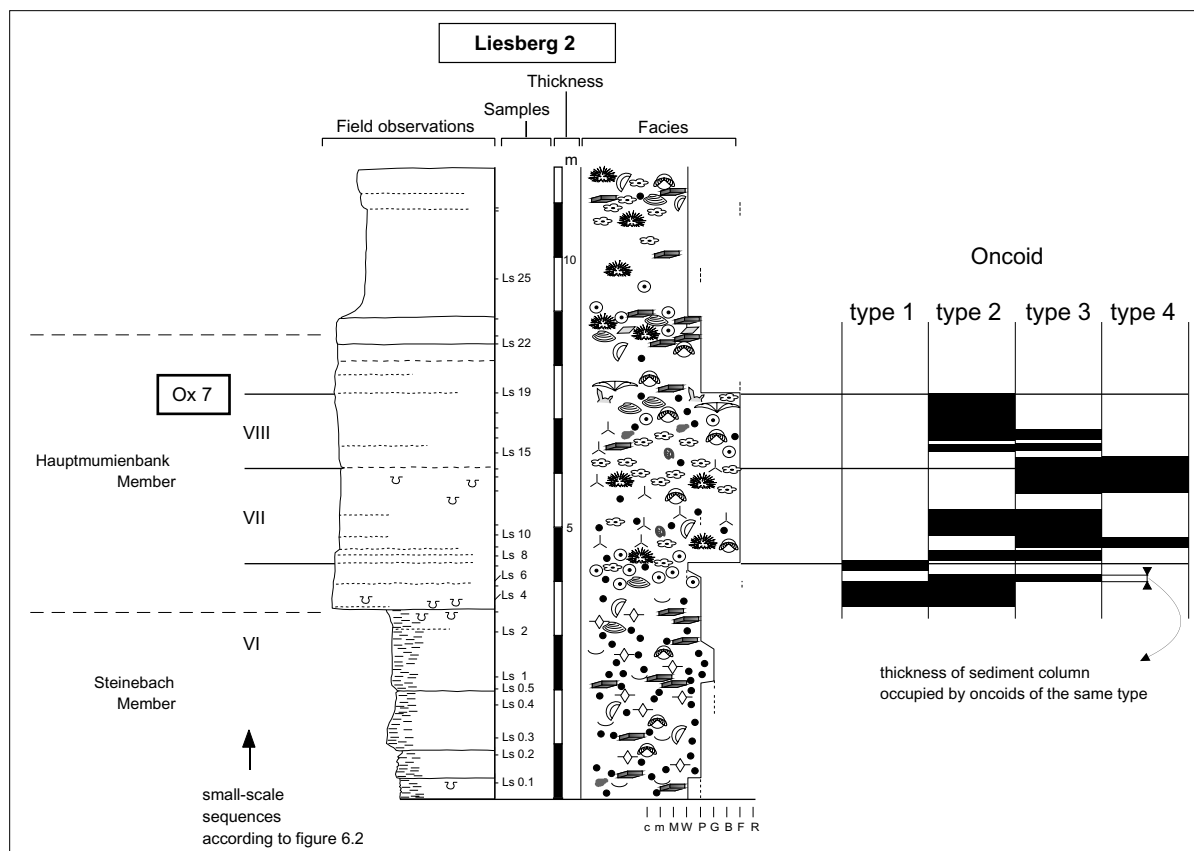 Liesberg 2
Thickness
Samples
Field observations
Facies
m
10
Oncoid
Ls 25
type 1 type 2 type 3 type 4
Ls 22
Ox 7
Ls 19
VIII
Ls 15
Hauptmumienbank
Member
VII
Ls 10
5
Ls 8
Ls 6
Ls 4
Ls 2
VI
thickness of sediment column
occupied by oncoids of the same type
Ls 1
Steinebach
Member
Ls 0.5
Ls 0.4
Ls 0.3
Ls 0.2
Ls 0.1
small-scale
sequences
according to figure 6.2
c m M W P G B F R